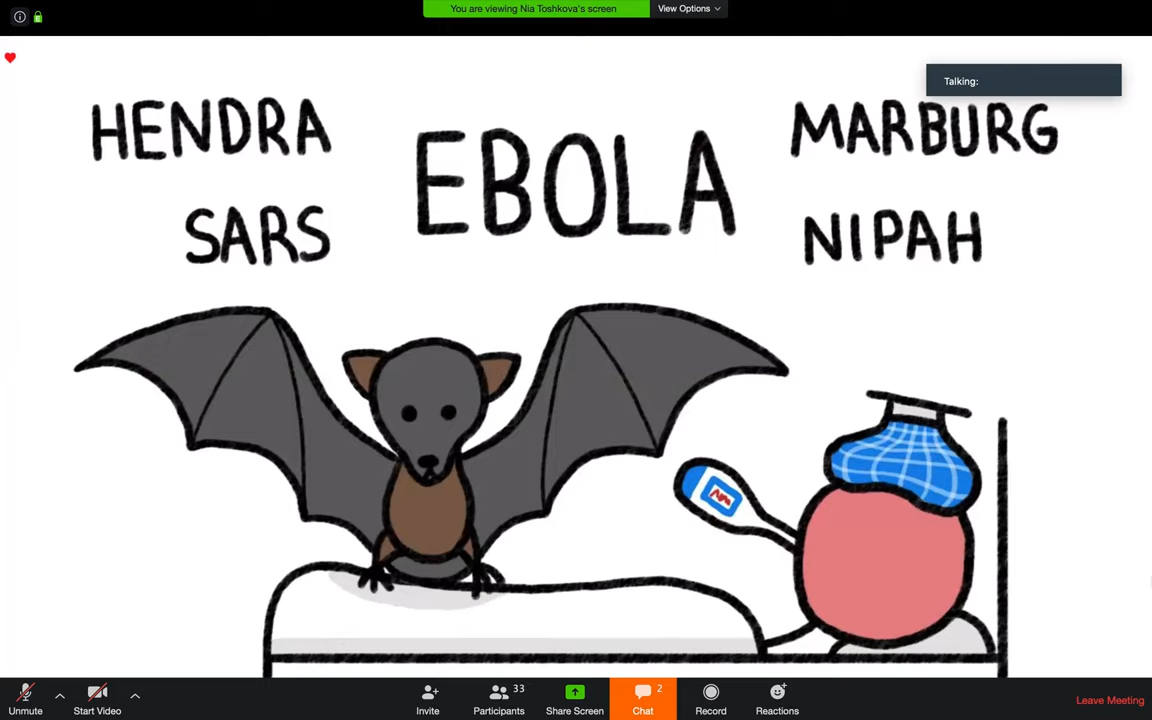 You are viewing Nia Toshkova's screen View Options
Talking:
HENDRA EBOLA MARBURG
SARS NIPAH
Unmute Start Video Invite Participants 33 Share Screen Chat 2 Record Reactions Leave Meeting